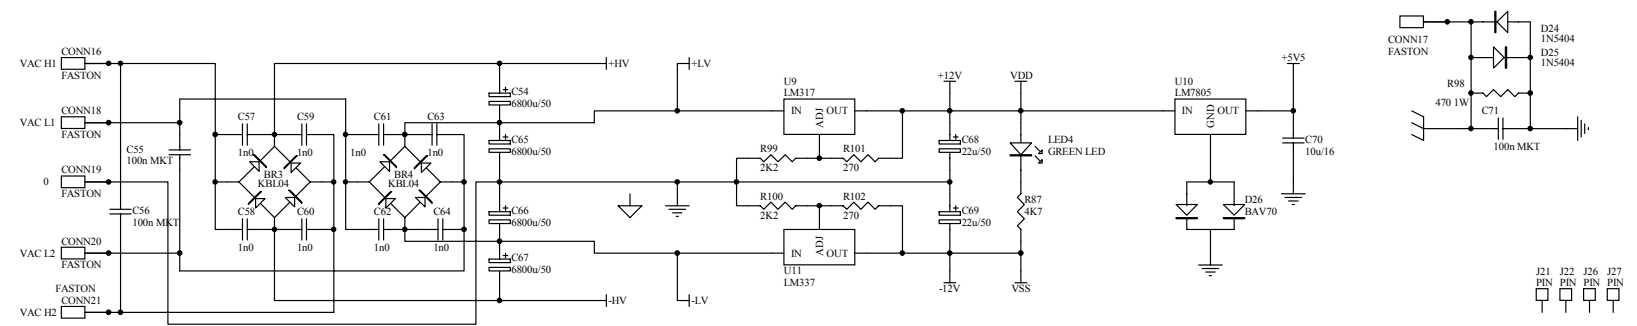 CONN16
VAC H1
FASTON
CONN18
VAC L1
FASTON
C55
100n MKT
CONN19
0
FASTON
C56
100n MKT
CONN20
VAC L2
FASTON
FASTON
CONN21
VAC H2
C57
1n0
C59
1n0
BR3
KBL04
C58
1n0
C60
1n0
C61
1n0
C63
1n0
BR4
KBL04
C62
1n0
C64
1n0
+HV
C54
6800u/50
C65
6800u/50
C66
6800u/50
C67
6800u/50
-HV
+LV
-LV
U9
LM317
IN
ADJ
OUT
R99
2K2
R101
270
R100
2K2
R102
270
IN
ADJ
OUT
U11
LM337
+12V
C68
22u/50
C69
22u/50
-12V
VDD
LED4
GREEN LED
R87
4K7
VSS
U10
LM7805
IN
GND
OUT
D26
BAV70
+5V5
C70
10u/16
CONN17
FASTON
D24
1N5404
D25
1N5404
R98
470 1W
C71
100n MKT
J21
PIN
J22
PIN
J26
PIN
J27
PIN